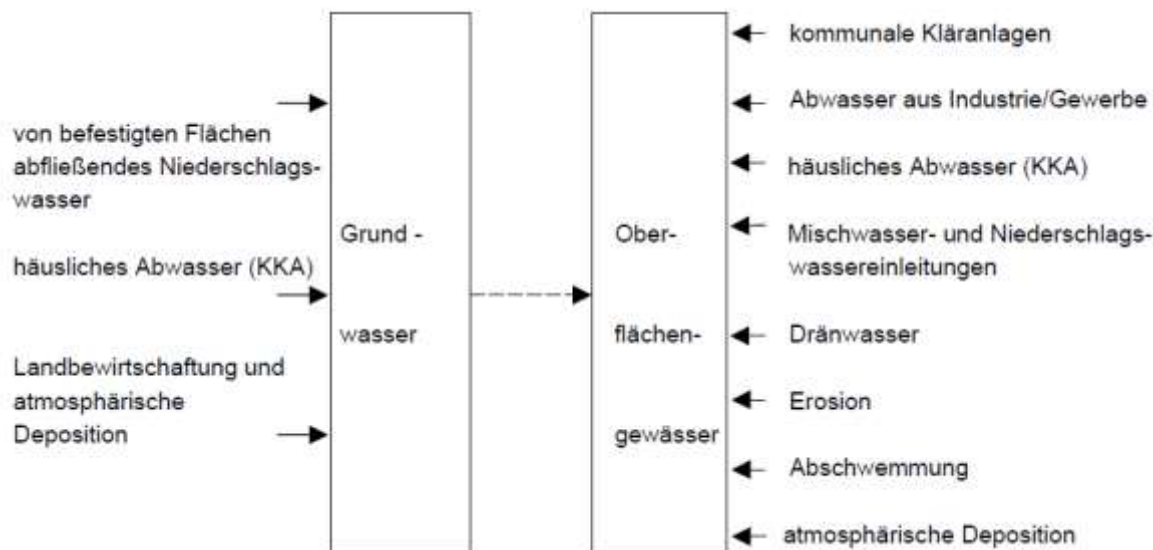 von befestigten Flächen
abfließendes Niederschlags-
wasser
häusliches Abwasser (KKA)
Landbewirtschaftung und
atmosphärische
Deposition
Grund -
wasser
Ober-
flächen-
gewässer
kommunale Kläranlagen
Abwasser aus Industrie/Gewerbe
häusliches Abwasser (KKA)
Mischwasser- und Niederschlags-
wassereinleitungen
Dränwasser
Erosion
Abschwemmung
atmosphärische Deposition